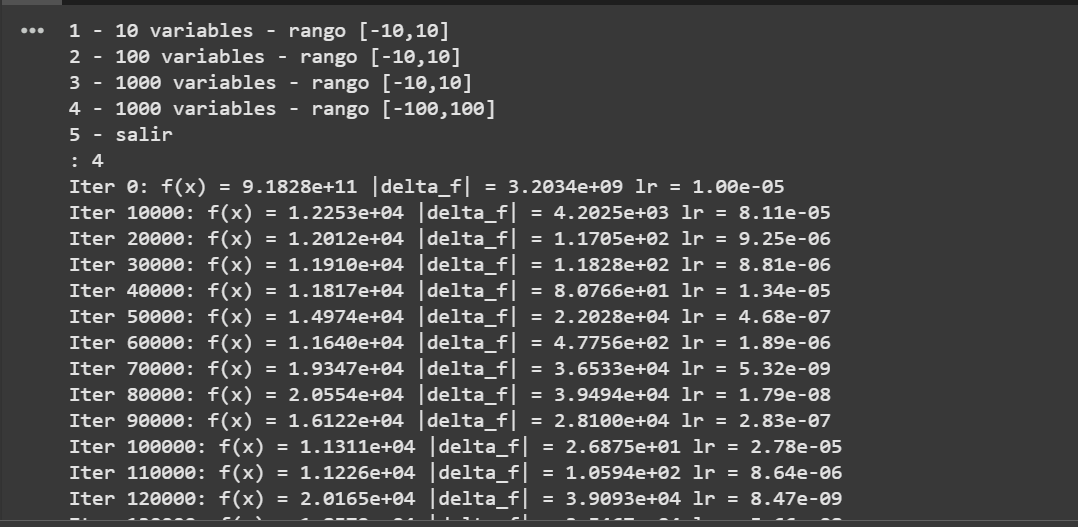 1 - 10 variables - rango [-10,10]
2 - 100 variables - rango [-10,10]
3 - 1000 variables - rango [-10,10]
4 - 1000 variables - rango [-100,100]
5 - salir
: 4
Iter 0: f(x) = 9.1828e+11 |delta_f| = 3.2034e+09 lr = 1.00e-05
Iter 10000: f(x) = 1.2253e+04 |delta_f| = 4.2025e+03 lr = 8.11e-05
Iter 20000: f(x) = 1.2012e+04 |delta_f| = 1.1705e+02 lr = 9.25e-06
Iter 30000: f(x) = 1.1910e+04 |delta_f| = 1.1828e+02 lr = 8.81e-06
Iter 40000: f(x) = 1.1817e+04 |delta_f| = 8.0766e+01 lr = 1.34e-05
Iter 50000: f(x) = 1.4974e+04 |delta_f| = 2.2028e+04 lr = 4.68e-07
Iter 60000: f(x) = 1.1640e+04 |delta_f| = 4.7756e+02 lr = 1.89e-06
Iter 70000: f(x) = 1.9347e+04 |delta_f| = 3.6533e+04 lr = 5.32e-09
Iter 80000: f(x) = 2.0554e+04 |delta_f| = 3.9494e+04 lr = 1.79e-08
Iter 90000: f(x) = 1.6122e+04 |delta_f| = 2.8100e+04 lr = 2.83e-07
Iter 100000: f(x) = 1.1311e+04 |delta_f| = 2.6875e+01 lr = 2.78e-05
Iter 110000: f(x) = 1.1226e+04 |delta_f| = 1.0594e+02 lr = 8.64e-06
Iter 120000: f(x) = 2.0165e+04 |delta_f| = 3.9093e+04 lr = 8.47e-09